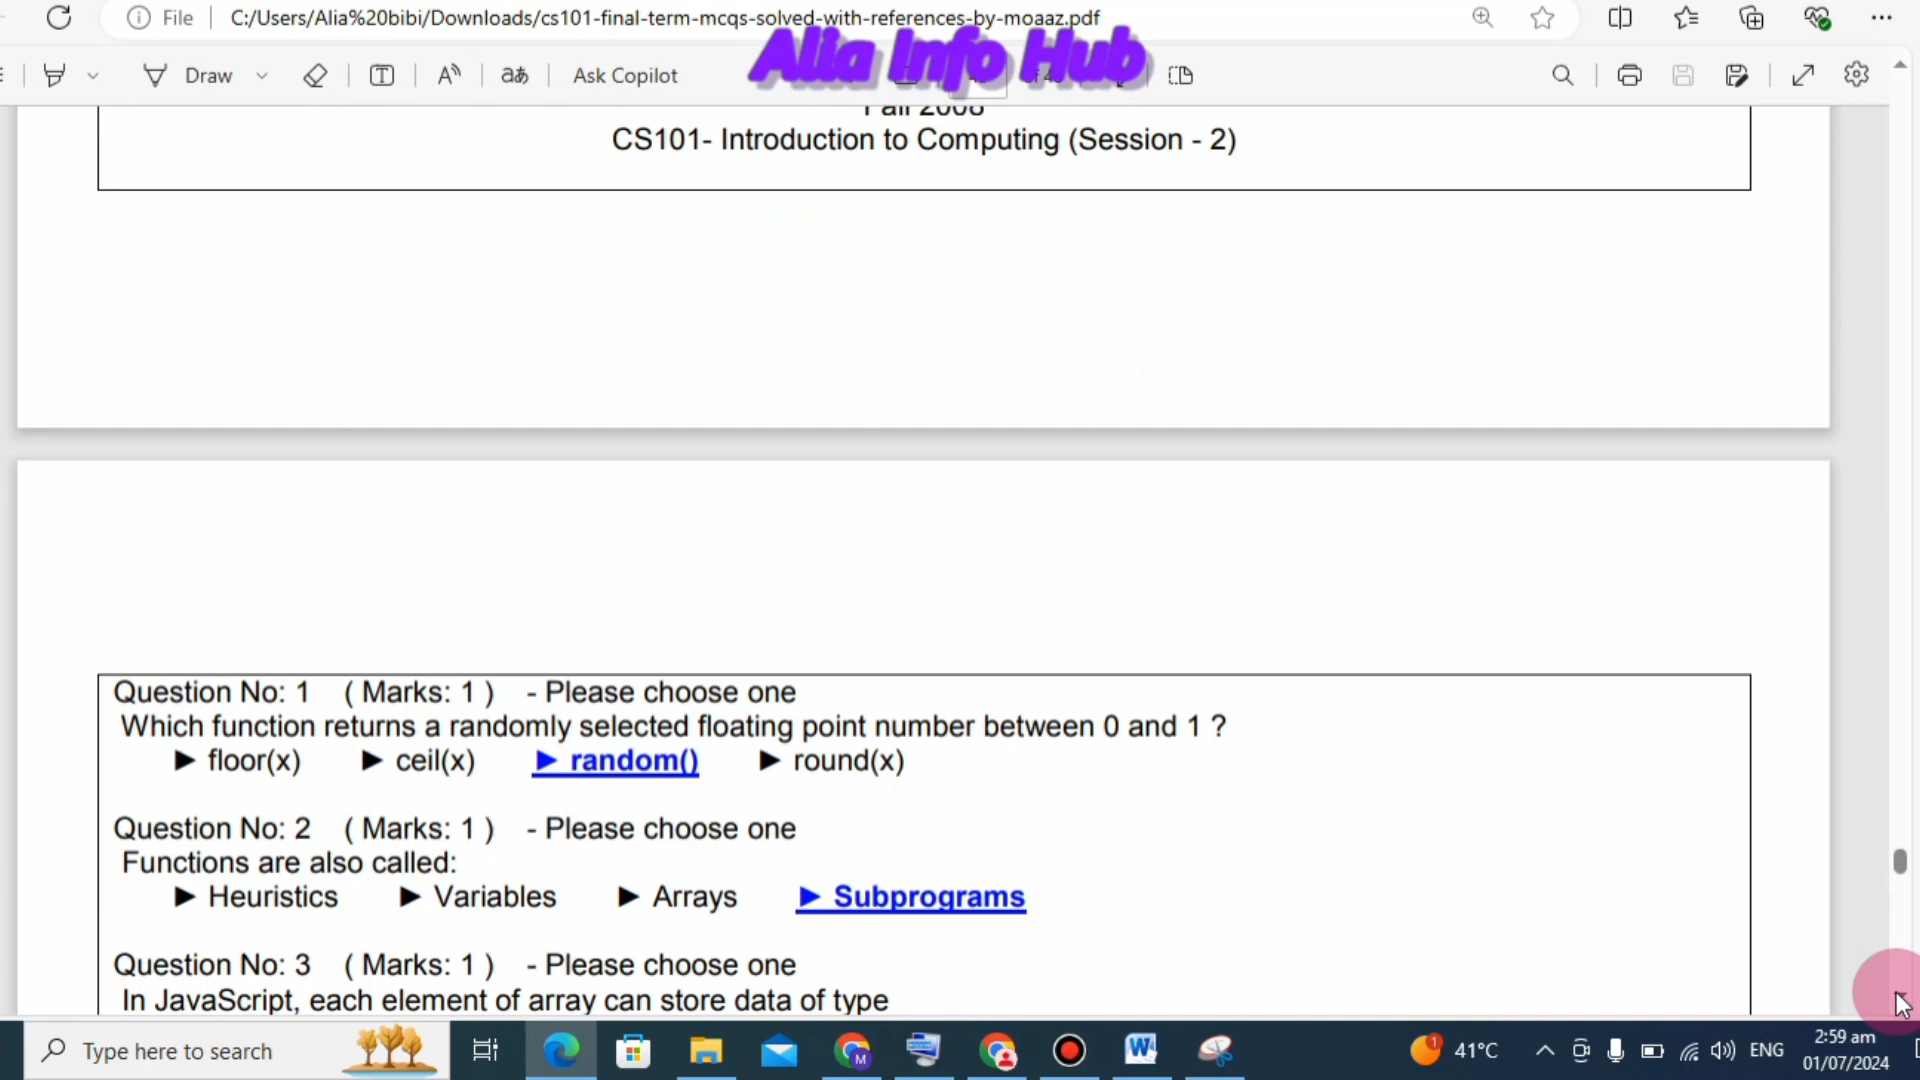 File C:/Users/Alia%20bibi/Downloads/cs101-final-term-mcqs-solved-with-references-by-moaaz.pdf
Draw aあ Ask Copilot
Alia Info Hub
Fall 2008
CS101- Introduction to Computing (Session - 2)
Question No: 1 ( Marks: 1 ) - Please choose one
Which function returns a randomly selected floating point number between 0 and 1 ?
► floor(x) ► ceil(x) ► random() ► round(x)
Question No: 2 ( Marks: 1 ) - Please choose one
Functions are also called:
► Heuristics ► Variables ► Arrays ► Subprograms
Question No: 3 ( Marks: 1 ) - Please choose one
In JavaScript, each element of array can store data of type
Type here to search
41°C ENG
2:59 am
01/07/2024